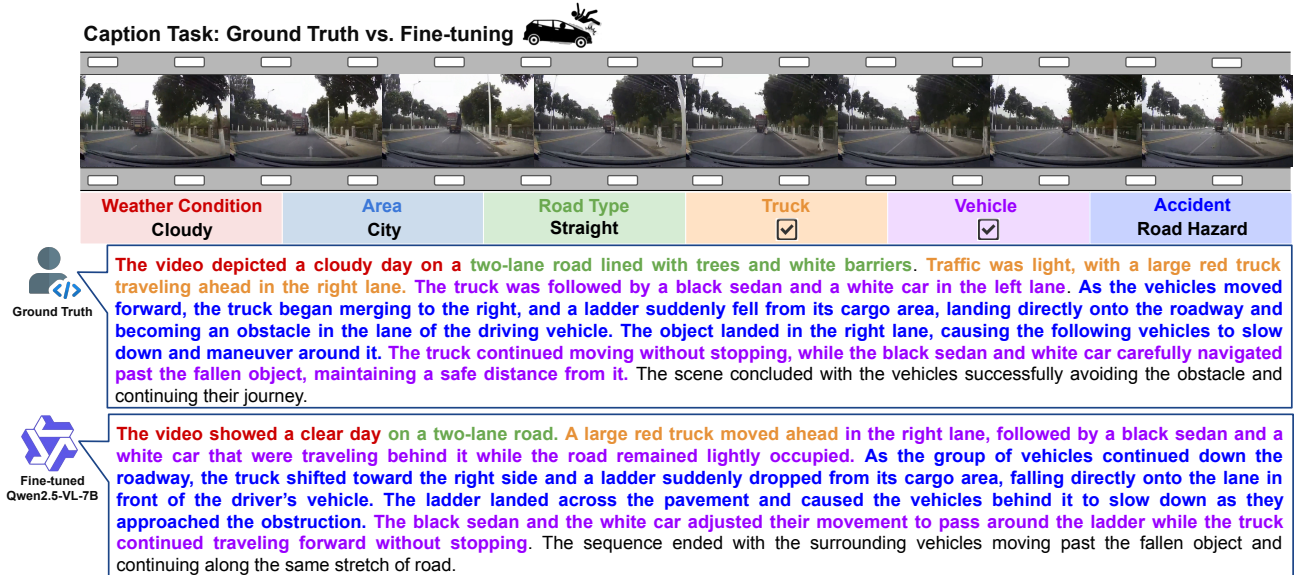 Caption Task: Ground Truth vs. Fine-tuning
Weather Condition Area Road Type Truck Vehicle Accident
Cloudy City Straight Road Hazard
Ground Truth
The video depicted a cloudy day on a two-lane road lined with trees and white barriers. Traffic was light, with a large red truck
traveling ahead in the right lane. The truck was followed by a black sedan and a white car in the left lane. As the vehicles moved
forward, the truck began merging to the right, and a ladder suddenly fell from its cargo area, landing directly onto the roadway and
becoming an obstacle in the lane of the driving vehicle. The object landed in the right lane, causing the following vehicles to slow
down and maneuver around it. The truck continued moving without stopping, while the black sedan and white car carefully navigated
past the fallen object, maintaining a safe distance from it. The scene concluded with the vehicles successfully avoiding the obstacle and
continuing their journey.
Fine-tuned
Qwen2.5-VL-7B
The video showed a clear day on a two-lane road. A large red truck moved ahead in the right lane, followed by a black sedan and a
white car that were traveling behind it while the road remained lightly occupied. As the group of vehicles continued down the
roadway, the truck shifted toward the right side and a ladder suddenly dropped from its cargo area, falling directly onto the lane in
front of the driver's vehicle. The ladder landed across the pavement and caused the vehicles behind it to slow down as they
approached the obstruction. The black sedan and the white car adjusted their movement to pass around the ladder while the truck
continued traveling forward without stopping. The sequence ended with the surrounding vehicles moving past the fallen object and
continuing along the same stretch of road.